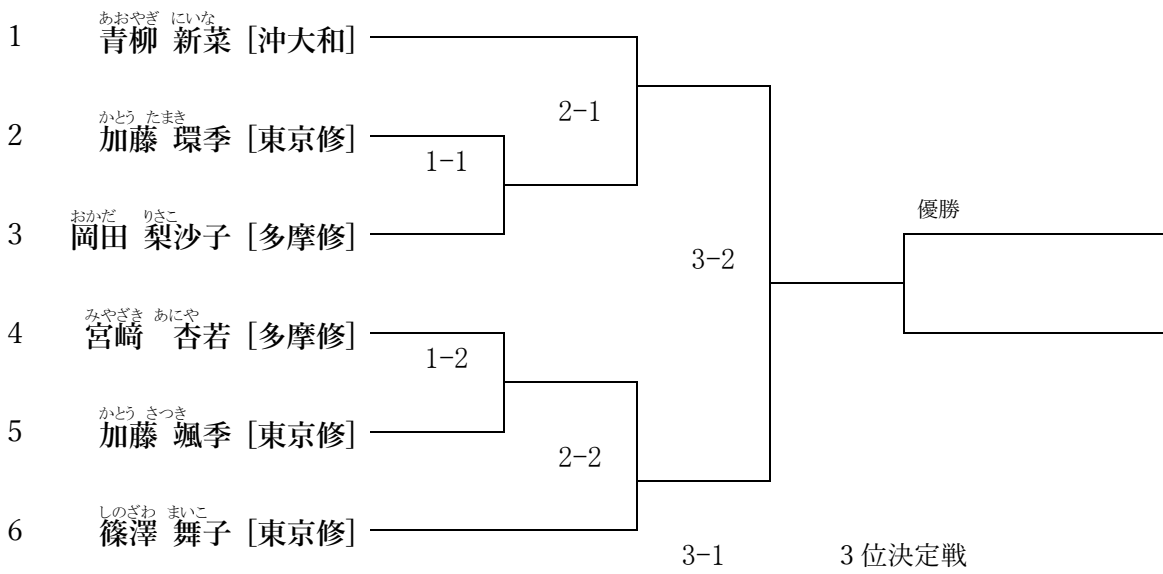 あおやぎ にいな
1 青柳 新菜 [沖大和]
2-1
かとう たまき
2 加藤 環季 [東京修]
1-1
おかだ りさこ
3 岡田 梨沙子 [多摩修]
優勝
3-2
みやざき あにや
4 宮﨑 杏若 [多摩修]
1-2
かとう さつき
5 加藤 颯季 [東京修]
2-2
しのざわ まいこ
6 篠澤 舞子 [東京修]
3-1 3位決定戦